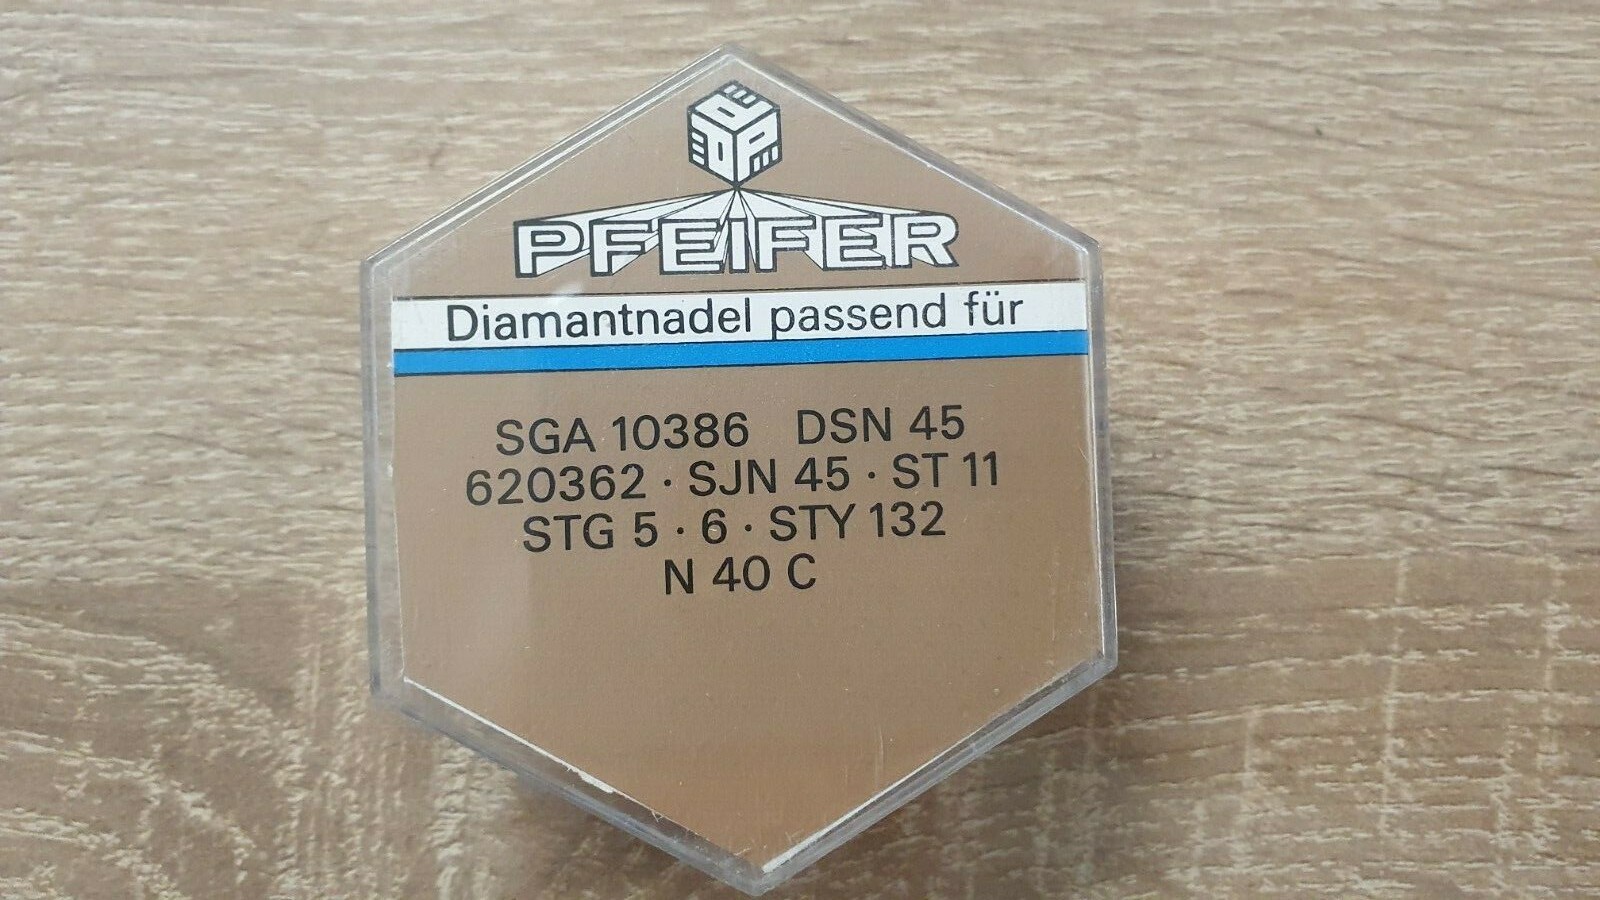 PFEIFER
Diamantnadel passend für
SGA 10386 DSN 45
620362 · SJN 45 · ST 11
STG 5 · 6 · STY 132
N 40 C